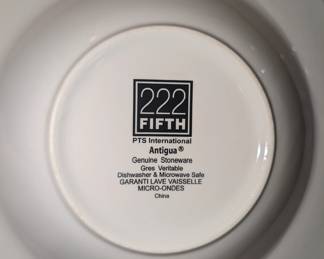 222
FIFTH
PTS International
Antigua®
Genuine Stoneware
Gres Veritable
Dishwasher & Microwave Safe
GARANTI LAVE VAISSELLE
MICRO-ONDES
China